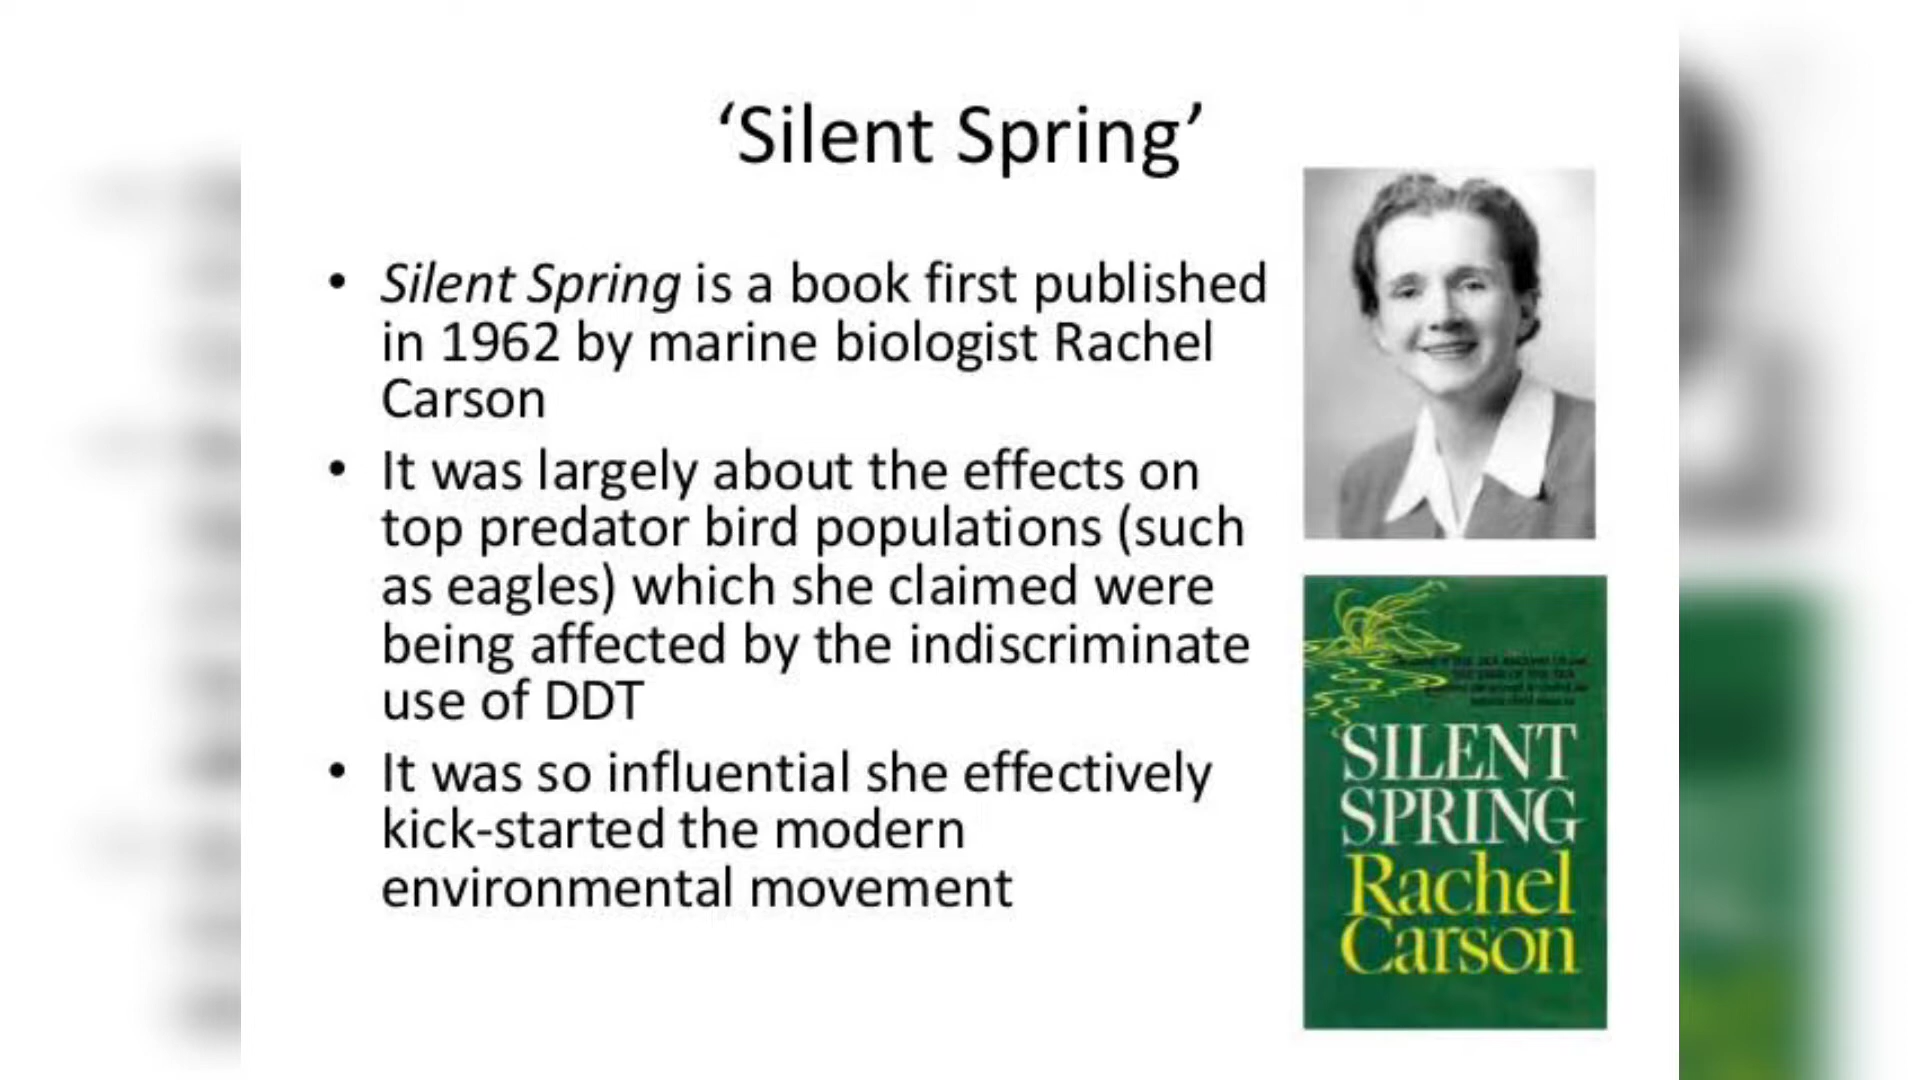 ‘Silent Spring’
• Silent Spring is a book first published
in 1962 by marine biologist Rachel
Carson
• It was largely about the effects on
top predator bird populations (such
as eagles) which she claimed were
being affected by the indiscriminate
use of DDT
• It was so influential she effectively
kick-started the modern
environmental movement
SILENT
SPRING
Rachel
Carson